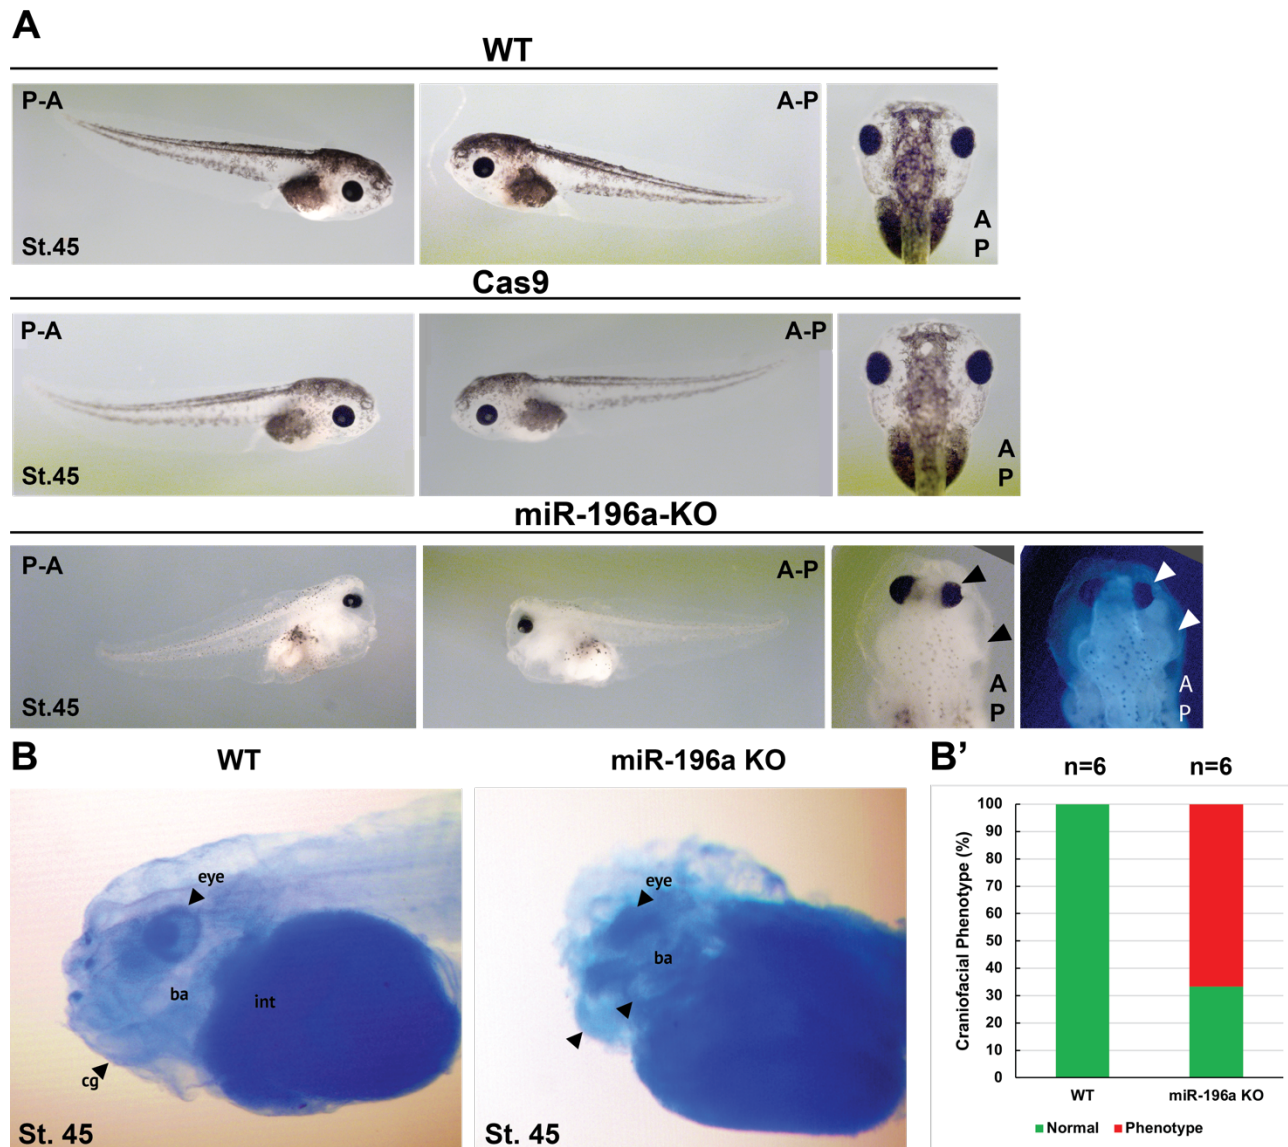 A
WT
P-A
A-P
A
P
St.45
Cas9
P-A
A-P
A
P
St.45
miR-196a-KO
P-A
A-P
A
P
A
P
St.45
B
WT
miR-196a KO
eye
ba
int
cg
St. 45
eye
ba
St. 45
B’
n=6
n=6
Craniofacial Phenotype (%)
100
90
80
70
60
50
40
30
20
10
0
WT
miR-196a KO
Normal
Phenotype